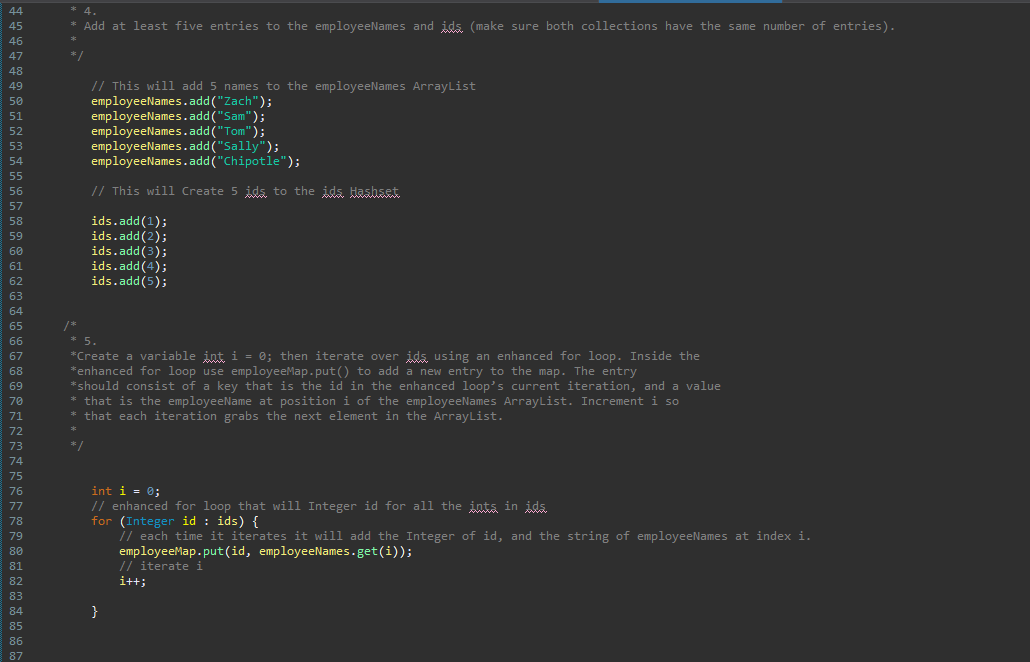 44 * 4.
45 * Add at least five entries to the employeeNames and ids (make sure both collections have the same number of entries).
46 *
47 */
48
49 // This will add 5 names to the employeeNames ArrayList
50 employeeNames.add("Zach");
51 employeeNames.add("Sam");
52 employeeNames.add("Tom");
53 employeeNames.add("Sally");
54 employeeNames.add("Chipotle");
55
56 // This will Create 5 ids to the ids Hashset
57
58 ids.add(1);
59 ids.add(2);
60 ids.add(3);
61 ids.add(4);
62 ids.add(5);
63
64
65 /*
66 * 5.
67 *Create a variable int i = 0; then iterate over ids using an enhanced for loop. Inside the
68 *enhanced for loop use employeeMap.put() to add a new entry to the map. The entry
69 *should consist of a key that is the id in the enhanced loop’s current iteration, and a value
70 * that is the employeeName at position i of the employeeNames ArrayList. Increment i so
71 * that each iteration grabs the next element in the ArrayList.
72 *
73 */
74
75
76 int i = 0;
77 // enhanced for loop that will Integer id for all the ints in ids
78 for (Integer id : ids) {
79 // each time it iterates it will add the Integer of id, and the string of employeeNames at index i.
80 employeeMap.put(id, employeeNames.get(i));
81 // iterate i
82 i++;
83
84 }
85
86
87